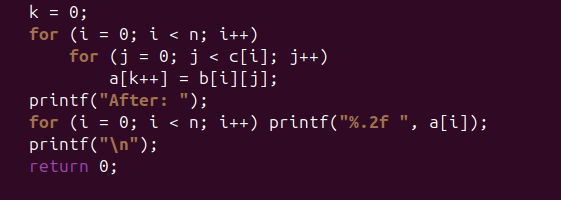 k = 0;
for (i = 0; i < n; i++)
    for (j = 0; j < c[i]; j++)
        a[k++] = b[i][j];
printf("After: ");
for (i = 0; i < n; i++) printf("%.2f ", a[i]);
printf("\n");
return 0;